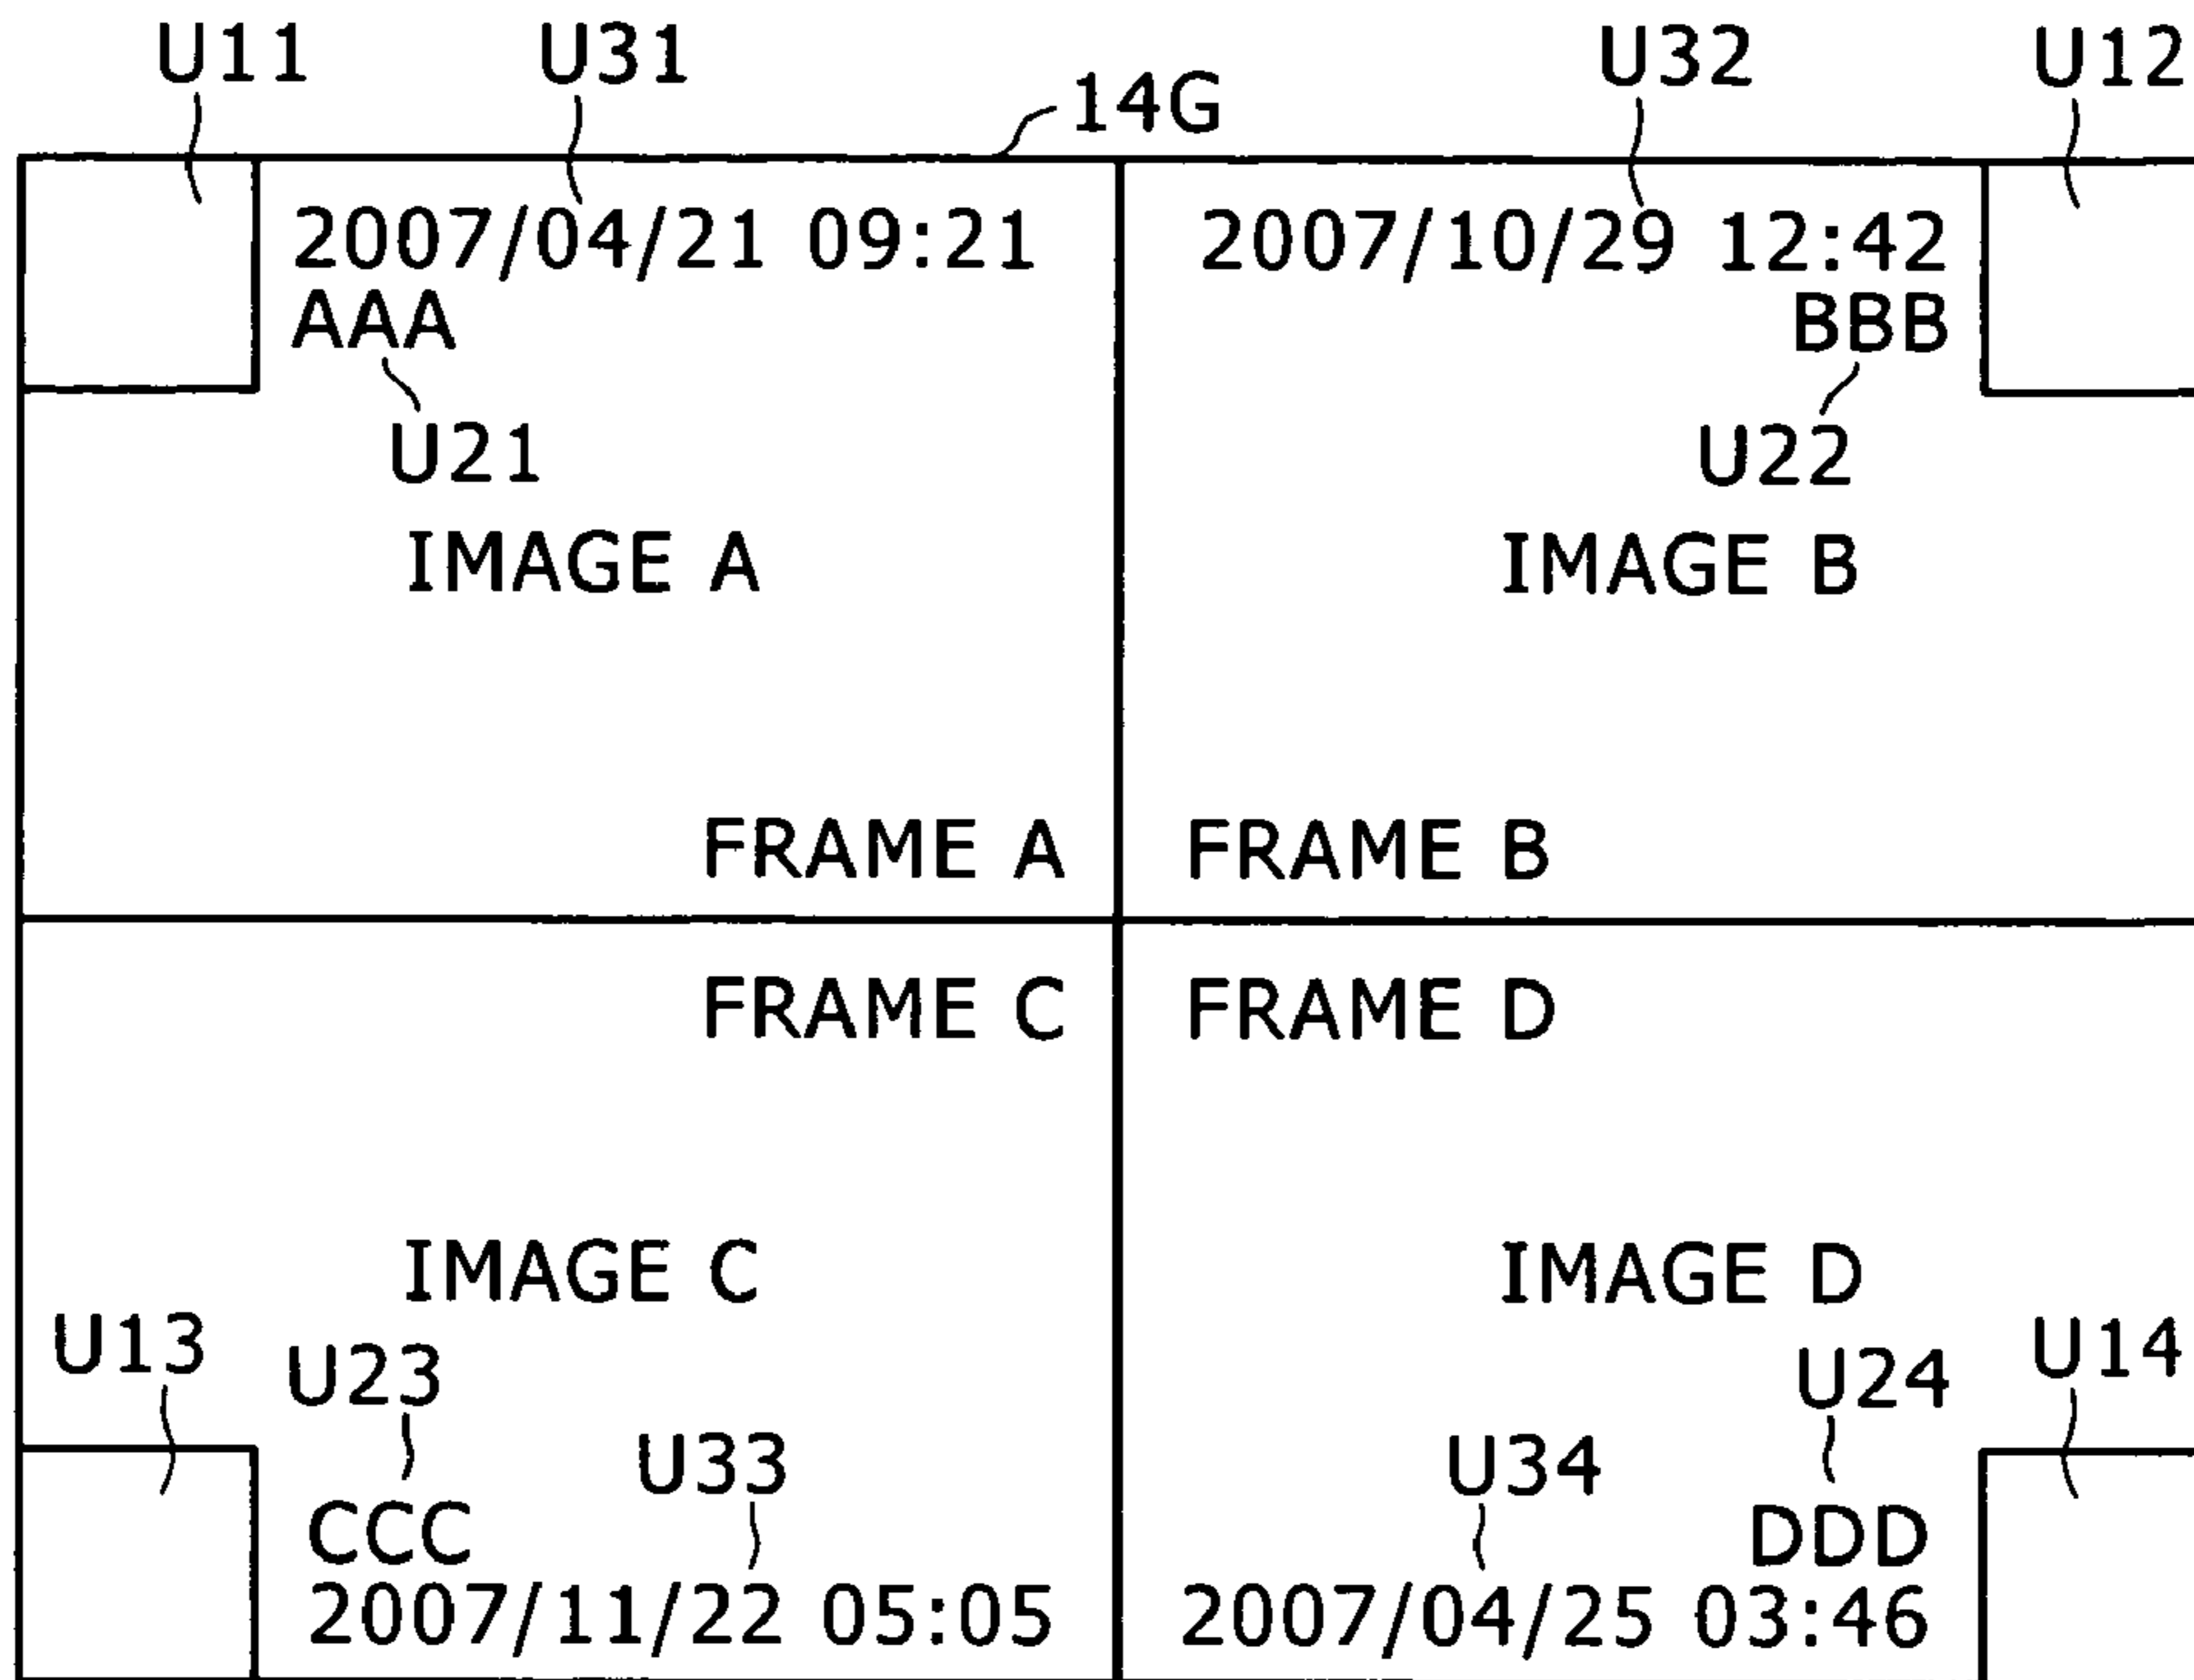 U11 U31 14G U32 U12
2007/04/21 09:21 2007/10/29 12:42
AAA BBB
U21 U22
IMAGE A IMAGE B
FRAME A FRAME B
FRAME C FRAME D
IMAGE C IMAGE D
U13 U23 U24 U14
U33 U34
CCC DDD
2007/11/22 05:05 2007/04/25 03:46